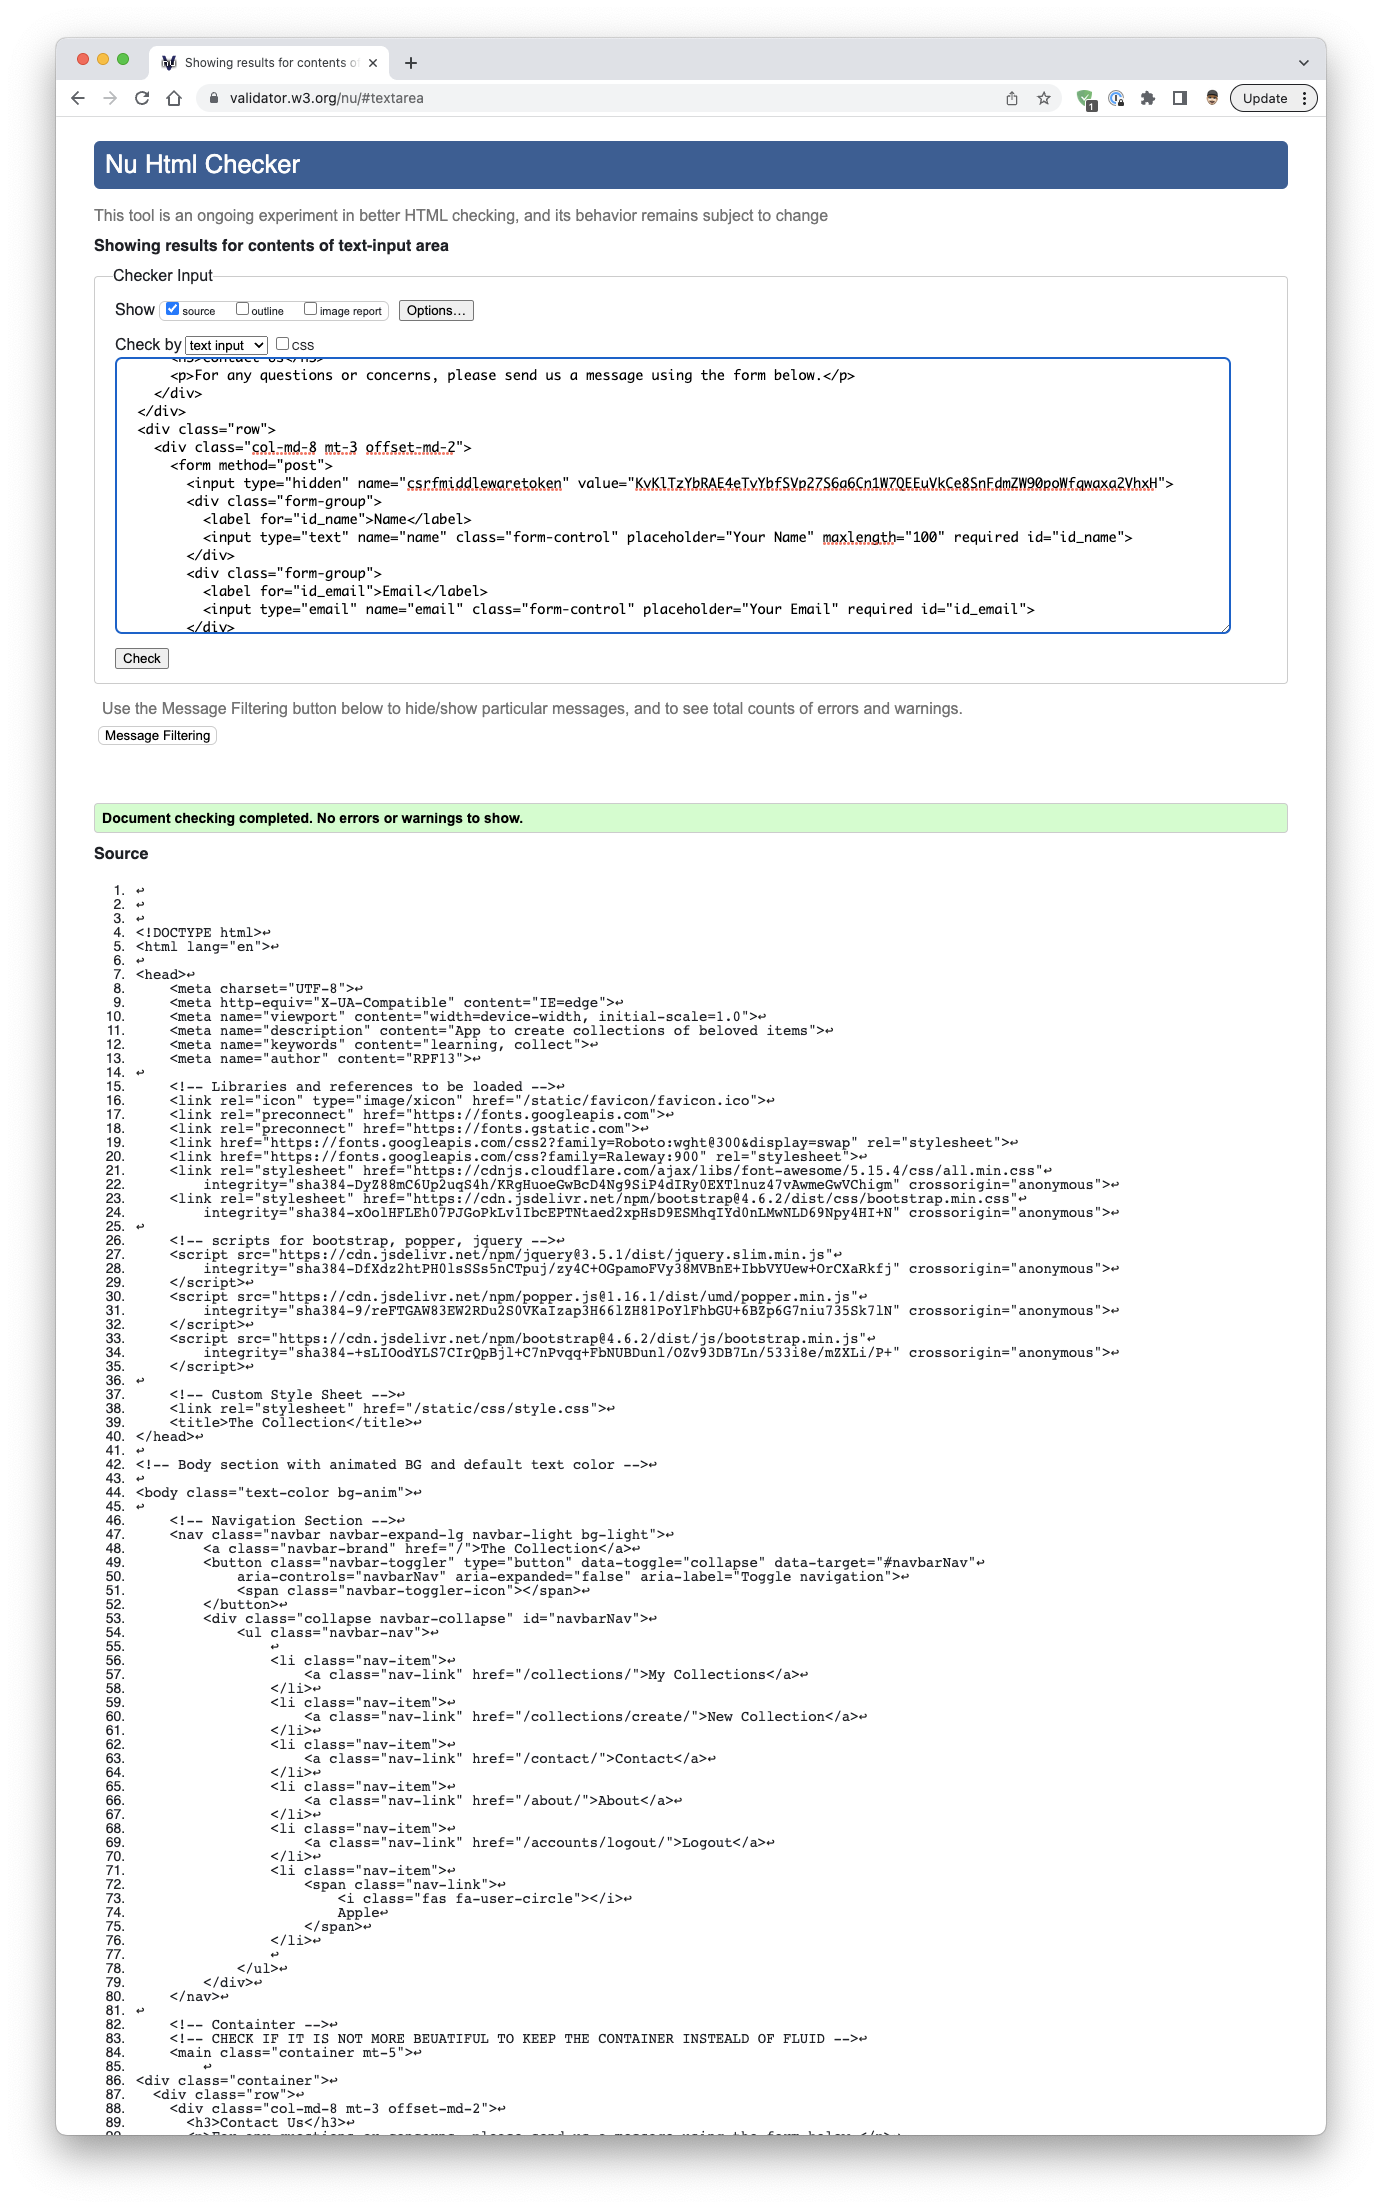 Showing results for contents o
validator.w3.org/nu/#textarea
1
Update
Nu Html Checker
This tool is an ongoing experiment in better HTML checking, and its behavior remains subject to change
Showing results for contents of text-input area
Checker Input
Show source outline image report Options...
Check by text input CSS
<h3>Contact Us</h3>
<p>For any questions or concerns, please send us a message using the form below.</p>
</div>
</div>
<div class="row">
<div class="col-md-8 mt-3 offset-md-2">
<form method="post">
<input type="hidden" name="csrfmiddlewaretoken" value="KvKlTzYbRAE4eTvYbfSVp27S6a6Cn1W7QEEuVkCe8SnFdmZW90poWfqwaxa2VhxH">
<div class="form-group">
<label for="id_name">Name</label>
<input type="text" name="name" class="form-control" placeholder="Your Name" maxlength="100" required id="id_name">
</div>
<div class="form-group">
<label for="id_email">Email</label>
<input type="email" name="email" class="form-control" placeholder="Your Email" required id="id_email">
</div>
Check
Use the Message Filtering button below to hide/show particular messages, and to see total counts of errors and warnings.
Message Filtering
Document checking completed. No errors or warnings to show.
Source
1. ↩
2. ↩
3. ↩
4. <!DOCTYPE html>↩
5. <html lang="en">↩
6. ↩
7. <head>↩
8. <meta charset="UTF-8">↩
9. <meta http-equiv="X-UA-Compatible" content="IE=edge">↩
10. <meta name="viewport" content="width=device-width, initial-scale=1.0">↩
11. <meta name="description" content="App to create collections of beloved items">↩
12. <meta name="keywords" content="learning, collect">↩
13. <meta name="author" content="RPF13">↩
14. ↩
15. <!-- Libraries and references to be loaded -->↩
16. <link rel="icon" type="image/xicon" href="/static/favicon/favicon.ico">↩
17. <link rel="preconnect" href="https://fonts.googleapis.com">↩
18. <link rel="preconnect" href="https://fonts.gstatic.com">↩
19. <link href="https://fonts.googleapis.com/css2?family=Roboto:wght@300&display=swap" rel="stylesheet">↩
20. <link href="https://fonts.googleapis.com/css?family=Raleway:900" rel="stylesheet">↩
21. <link rel="stylesheet" href="https://cdnjs.cloudflare.com/ajax/libs/font-awesome/5.15.4/css/all.min.css"↩
22. integrity="sha384-DyZ88mC6Up2uqS4h/KRgHuoeGwBcD4Ng9SiP4dIRy0EXTlnuz47vAwmeGwVChigm" crossorigin="anonymous">↩
23. <link rel="stylesheet" href="https://cdn.jsdelivr.net/npm/bootstrap@4.6.2/dist/css/bootstrap.min.css"↩
24. integrity="sha384-xOolHFLEh07PJGoPkLv1IbcEPTNtaed2xpHsD9ESMhqIYd0nLMwNLD69Npy4HI+N" crossorigin="anonymous">↩
25. ↩
26. <!-- scripts for bootstrap, popper, jquery -->↩
27. <script src="https://cdn.jsdelivr.net/npm/jquery@3.5.1/dist/jquery.slim.min.js"↩
28. integrity="sha384-DfXdz2htPH0lsSSs5nCTpuj/zy4C+OGpamoFVy38MVBnE+IbbVYUew+OrCXaRkfj" crossorigin="anonymous">↩
29. </script>↩
30. <script src="https://cdn.jsdelivr.net/npm/popper.js@1.16.1/dist/umd/popper.min.js"↩
31. integrity="sha384-9/reFTGAW83EW2RDu2S0VKaIzap3H66lZH81PoYlFhbGU+6BZp6G7niu735Sk7lN" crossorigin="anonymous">↩
32. </script>↩
33. <script src="https://cdn.jsdelivr.net/npm/bootstrap@4.6.2/dist/js/bootstrap.min.js"↩
34. integrity="sha384-+sLIOodYLS7CIrQpBjl+C7nPvqq+FbNUBDunl/OZv93DB7Ln/533i8e/mZXLi/P+" crossorigin="anonymous">↩
35. </script>↩
36. ↩
37. <!-- Custom Style Sheet -->↩
38. <link rel="stylesheet" href="/static/css/style.css">↩
39. <title>The Collection</title>↩
40. </head>↩
41. ↩
42. <!-- Body section with animated BG and default text color -->↩
43. ↩
44. <body class="text-color bg-anim">↩
45. ↩
46. <!-- Navigation Section -->↩
47. <nav class="navbar navbar-expand-lg navbar-light bg-light">↩
48. <a class="navbar-brand" href="/">The Collection</a>↩
49. <button class="navbar-toggler" type="button" data-toggle="collapse" data-target="#navbarNav"↩
50. aria-controls="navbarNav" aria-expanded="false" aria-label="Toggle navigation">↩
51. <span class="navbar-toggler-icon"></span>↩
52. </button>↩
53. <div class="collapse navbar-collapse" id="navbarNav">↩
54. <ul class="navbar-nav">↩
55. ↩
56. <li class="nav-item">↩
57. <a class="nav-link" href="/collections/">My Collections</a>↩
58. </li>↩
59. <li class="nav-item">↩
60. <a class="nav-link" href="/collections/create/">New Collection</a>↩
61. </li>↩
62. <li class="nav-item">↩
63. <a class="nav-link" href="/contact/">Contact</a>↩
64. </li>↩
65. <li class="nav-item">↩
66. <a class="nav-link" href="/about/">About</a>↩
67. </li>↩
68. <li class="nav-item">↩
69. <a class="nav-link" href="/accounts/logout/">Logout</a>↩
70. </li>↩
71. <li class="nav-item">↩
72. <span class="nav-link">↩
73. <i class="fas fa-user-circle"></i>↩
74. Apple↩
75. </span>↩
76. </li>↩
77. ↩
78. </ul>↩
79. </div>↩
80. </nav>↩
81. ↩
82. <!-- Containter -->↩
83. <!-- CHECK IF IT IS NOT MORE BEUATIFUL TO KEEP THE CONTAINER INSTEALD OF FLUID -->↩
84. <main class="container mt-5">↩
85. ↩
86. <div class="container">↩
87. <div class="row">↩
88. <div class="col-md-8 mt-3 offset-md-2">↩
89. <h3>Contact Us</h3>↩